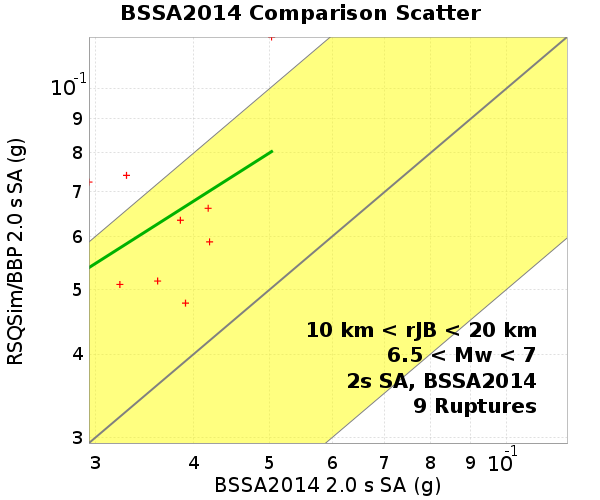 BSSA2014 Comparison Scatter
RSQSim/BBP 2.0 s SA (g)
10-1
9
8
7
6
5
4
3
10 km < rJB < 20 km
6.5 < Mw < 7
2s SA, BSSA2014
9 Ruptures
3 4 5 6 7 8 9 10-1
BSSA2014 2.0 s SA (g)